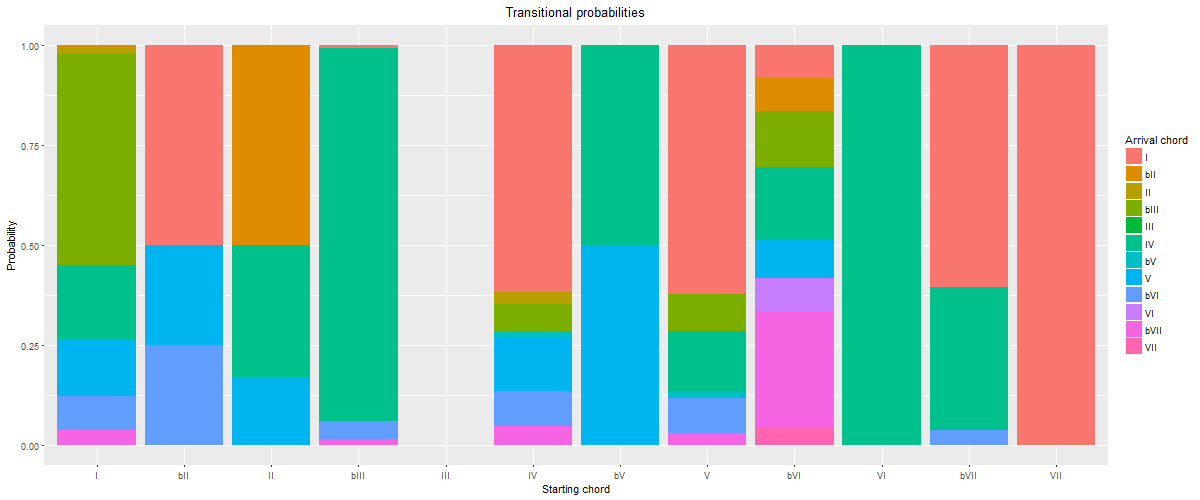 Transitional probabilities
1.00
0.75
0.50
0.25
0.00
Probability
I bII II bIII III IV bV V bVI VI bVII VII
Starting chord
Arrival chord
I
bII
II
bIII
III
IV
bV
V
bVI
VI
bVII
VII